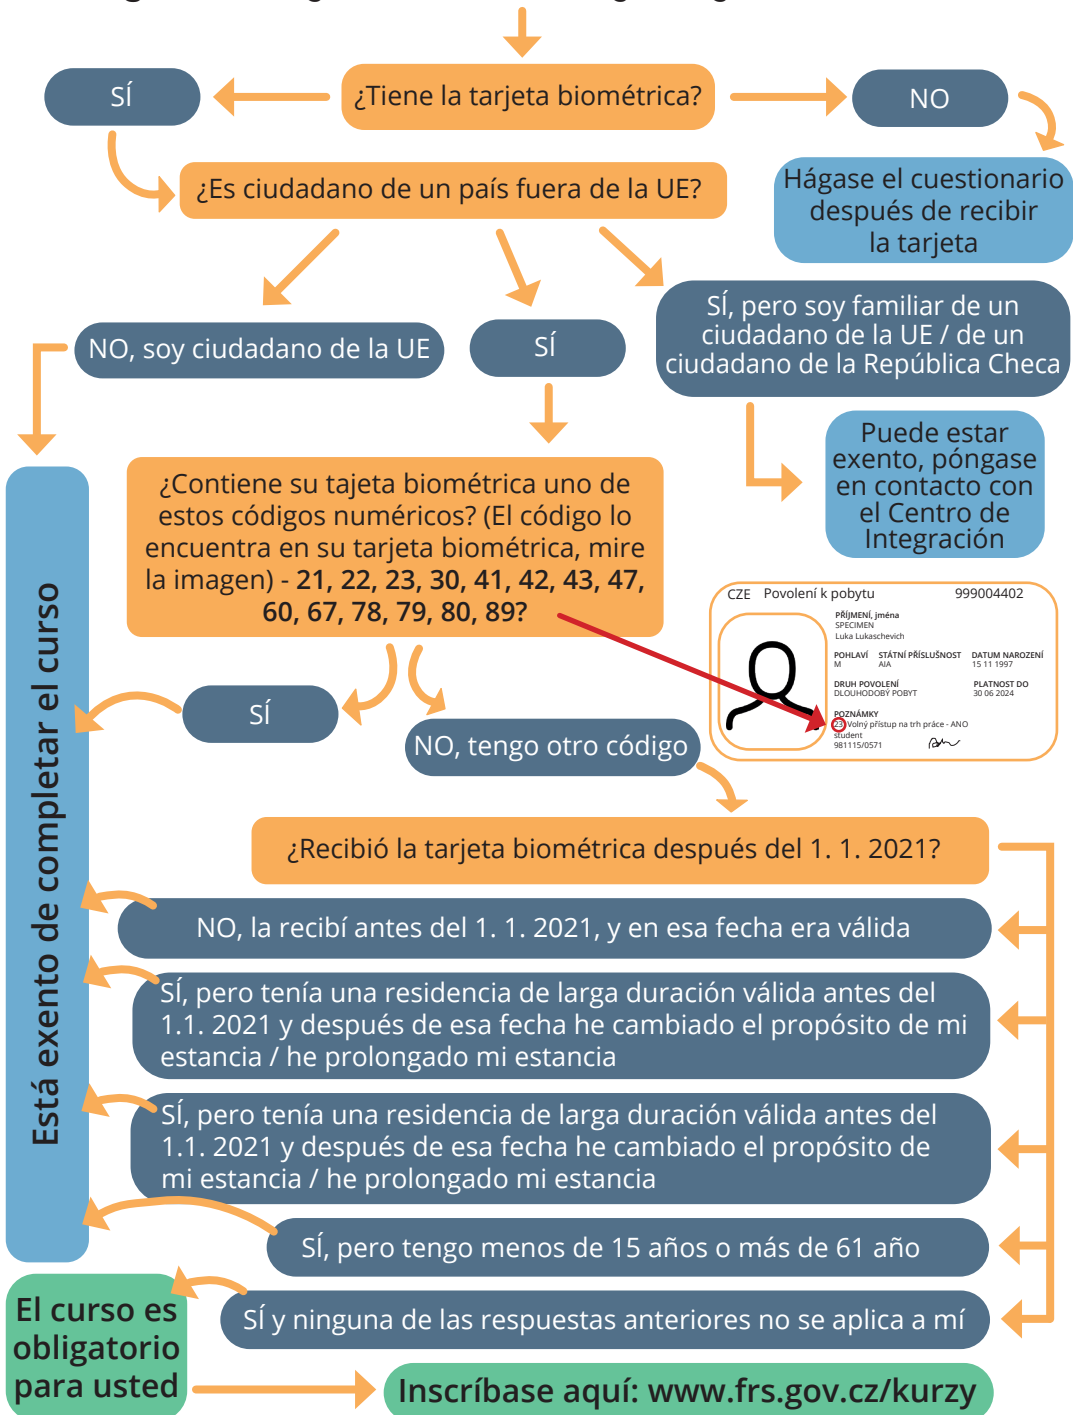 ¿Tiene la tarjeta biométrica?
SÍ
NO
¿Es ciudadano de un país fuera de la UE?
Hágase el cuestionario
después de recibir
la tarjeta
NO, soy ciudadano de la UE
SÍ
SÍ, pero soy familiar de un
ciudadano de la UE / de un
ciudadano de la República Checa
Puede estar
exento, póngase
en contacto con
el Centro de
Integración
¿Contiene su tajeta biométrica uno de
estos códigos numéricos? (El código lo
encuentra en su tarjeta biométrica, mire
la imagen) - 21, 22, 23, 30, 41, 42, 43, 47,
60, 67, 78, 79, 80, 89?
CZE Povolení k pobytu 999004402
PŘÍJMENÍ, jména
SPECIMEN
Luka Lukaschevich
POHLAVÍ STÁTNÍ PŘÍSLUŠNOST DATUM NAROZENÍ
M AIA 15 11 1997
DRUH POVOLENÍ PLATNOST DO
DLOUHODOBÝ POBYT 30 06 2024
POZNÁMKY
23 Volný přístup na trh práce - ANO
student
981115/0571
SÍ
NO, tengo otro código
¿Recibió la tarjeta biométrica después del 1. 1. 2021?
NO, la recibí antes del 1. 1. 2021, y en esa fecha era válida
SÍ, pero tenía una residencia de larga duración válida antes del
1.1. 2021 y después de esa fecha he cambiado el propósito de mi
estancia / he prolongado mi estancia
SÍ, pero tenía una residencia de larga duración válida antes del
1.1. 2021 y después de esa fecha he cambiado el propósito de
mi estancia / he prolongado mi estancia
SÍ, pero tengo menos de 15 años o más de 61 año
SÍ y ninguna de las respuestas anteriores no se aplica a mí
Está exento de completar el curso
El curso es
obligatorio
para usted
Inscríbase aquí: www.frs.gov.cz/kurzy